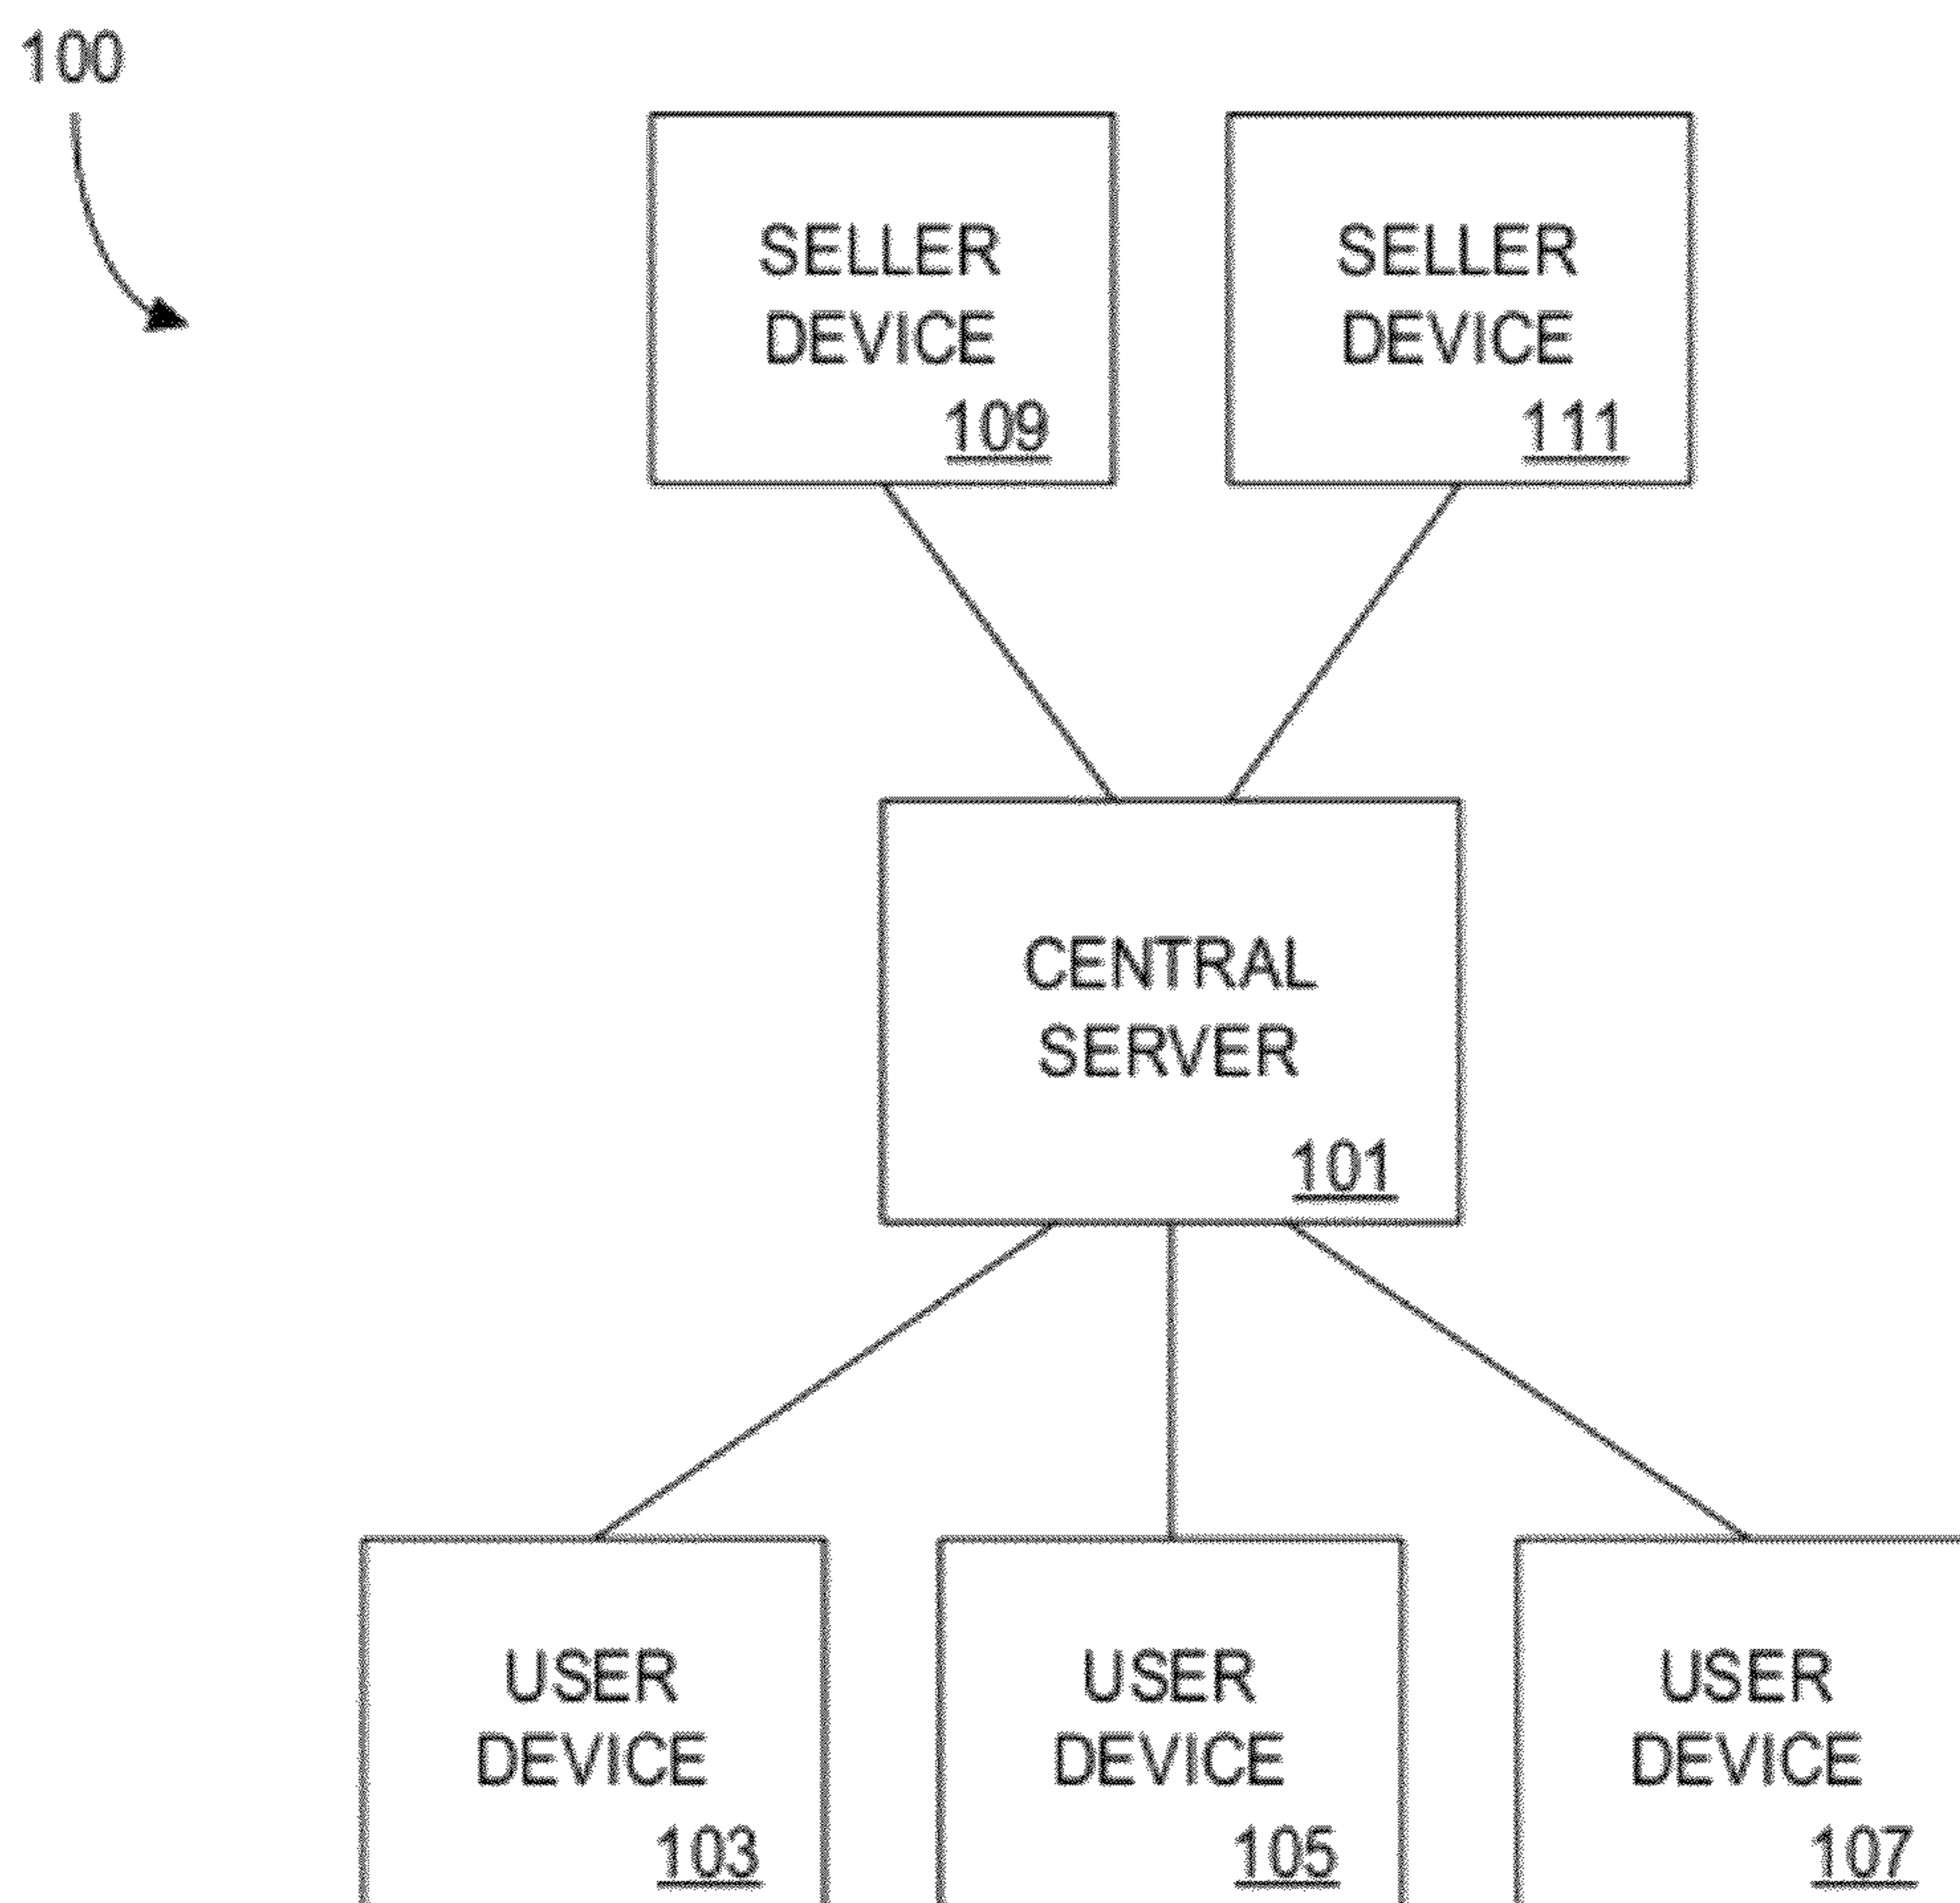 100
SELLER
DEVICE
109
SELLER
DEVICE
111
CENTRAL
SERVER
101
USER
DEVICE
103
USER
DEVICE
105
USER
DEVICE
107